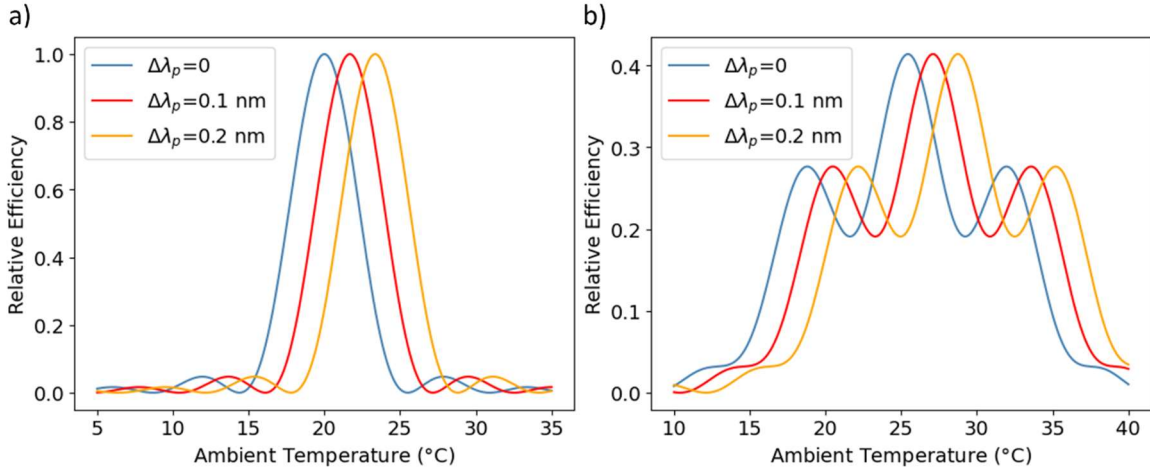 a)
Relative Efficiency
1.0
0.8
0.6
0.4
0.2
0.0
Δλp=0
Δλp=0.1 nm
Δλp=0.2 nm
5 10 15 20 25 30 35
Ambient Temperature (°C)
b)
Relative Efficiency
0.4
0.3
0.2
0.1
0.0
Δλp=0
Δλp=0.1 nm
Δλp=0.2 nm
10 15 20 25 30 35 40
Ambient Temperature (°C)